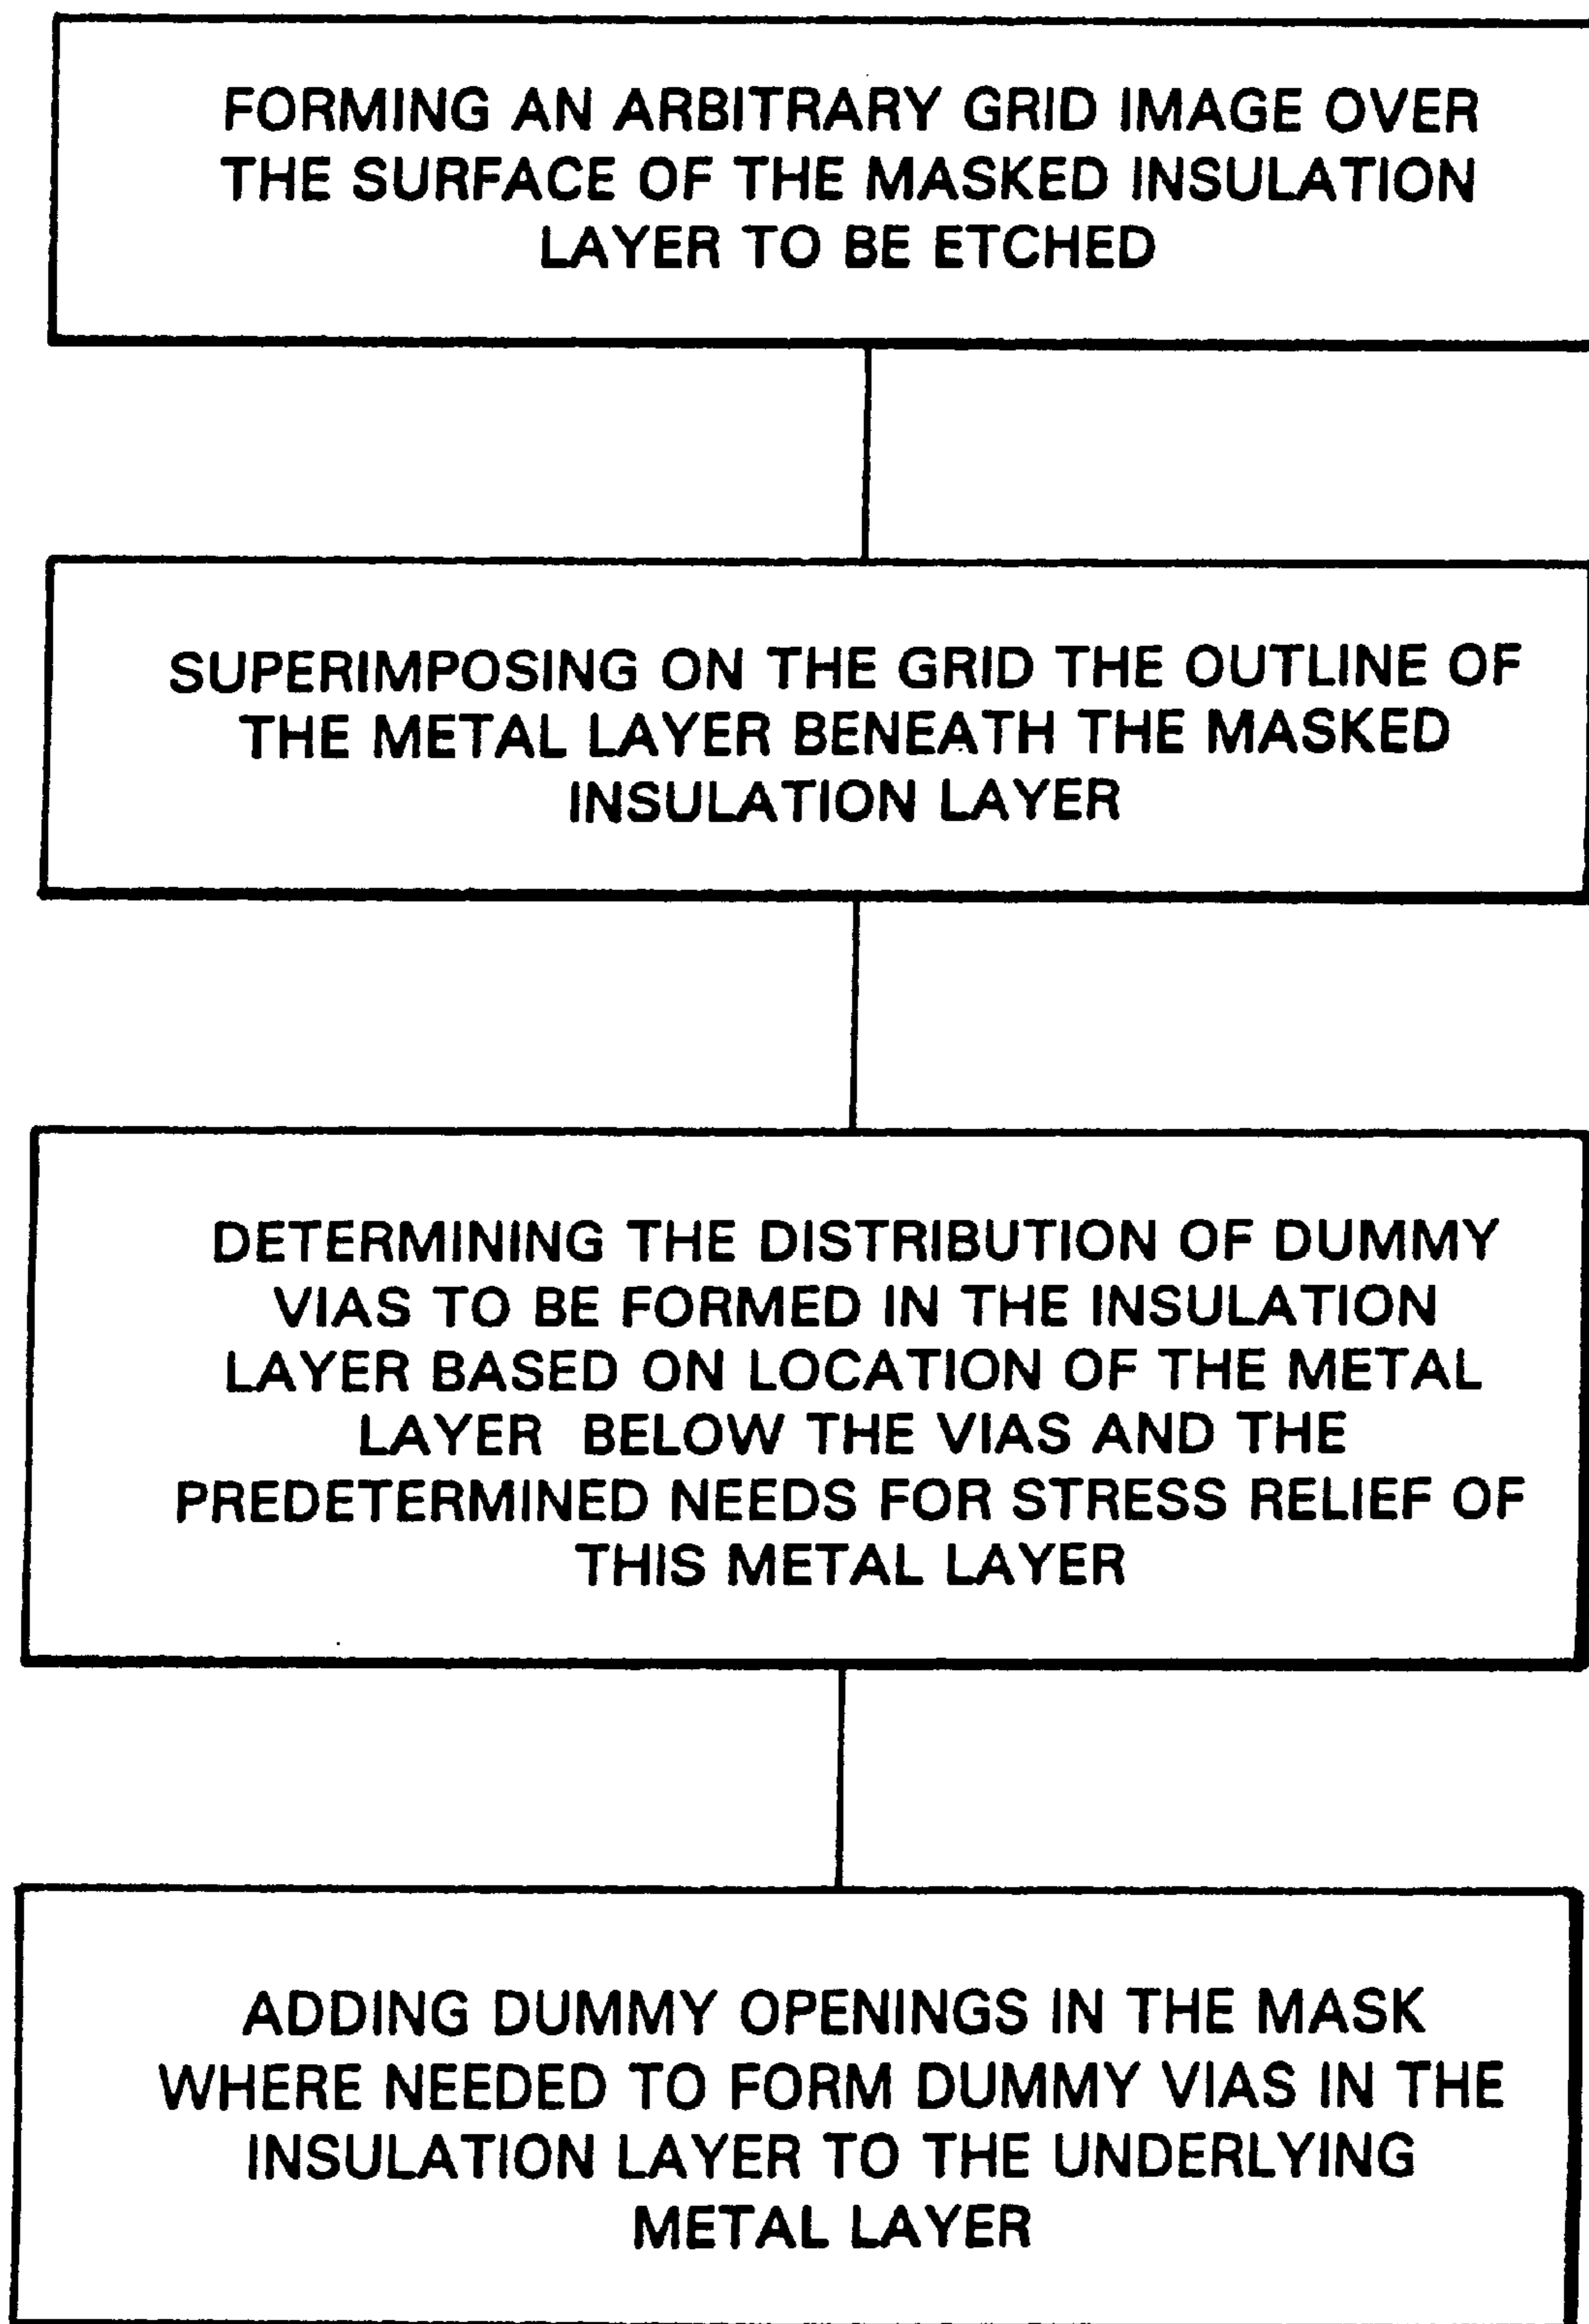 FORMING AN ARBITRARY GRID IMAGE OVER
THE SURFACE OF THE MASKED INSULATION
LAYER TO BE ETCHED
SUPERIMPOSING ON THE GRID THE OUTLINE OF
THE METAL LAYER BENEATH THE MASKED
INSULATION LAYER
DETERMINING THE DISTRIBUTION OF DUMMY
VIAS TO BE FORMED IN THE INSULATION
LAYER BASED ON LOCATION OF THE METAL
LAYER BELOW THE VIAS AND THE
PREDETERMINED NEEDS FOR STRESS RELIEF OF
THIS METAL LAYER
ADDING DUMMY OPENINGS IN THE MASK
WHERE NEEDED TO FORM DUMMY VIAS IN THE
INSULATION LAYER TO THE UNDERLYING
METAL LAYER